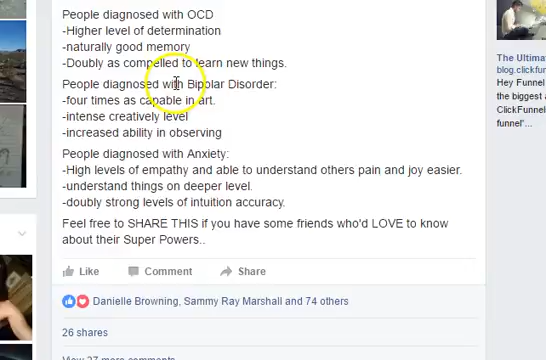 People diagnosed with OCD
-Higher level of determination
-naturally good memory
-Doubly as compelled to learn new things.
People diagnosed with Bipolar Disorder:
-four times as capable in art.
-intense creatively level
-increased ability in observing
People diagnosed with Anxiety:
-High levels of empathy and able to understand others pain and joy easier.
-understand things on deeper level.
-doubly strong levels of intuition accuracy.
Feel free to SHARE THIS if you have some friends who'd LOVE to know
about their Super Powers..
Like Comment Share
Danielle Browning, Sammy Ray Marshall and 74 others
26 shares
View 27 more comments
The Ultima
blog.clickfun
Hey Funnel
the biggest a
ClickFunnel
funnel"...